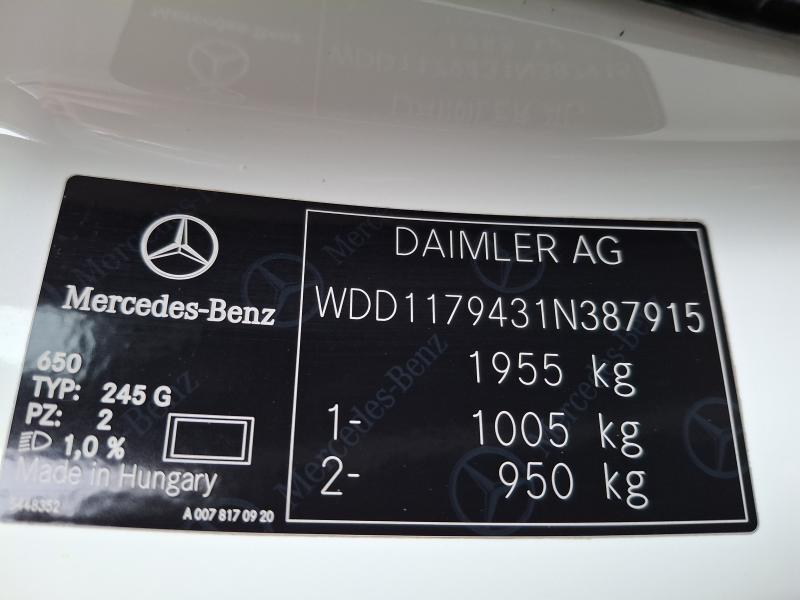 Mercedes-Benz
650
TYP: 245 G
PZ: 2
1,0 %
Made in Hungary
A 007 817 09 20
DAIMLER AG
WDD1179431N387915
1955 kg
1- 1005 kg
2- 950 kg